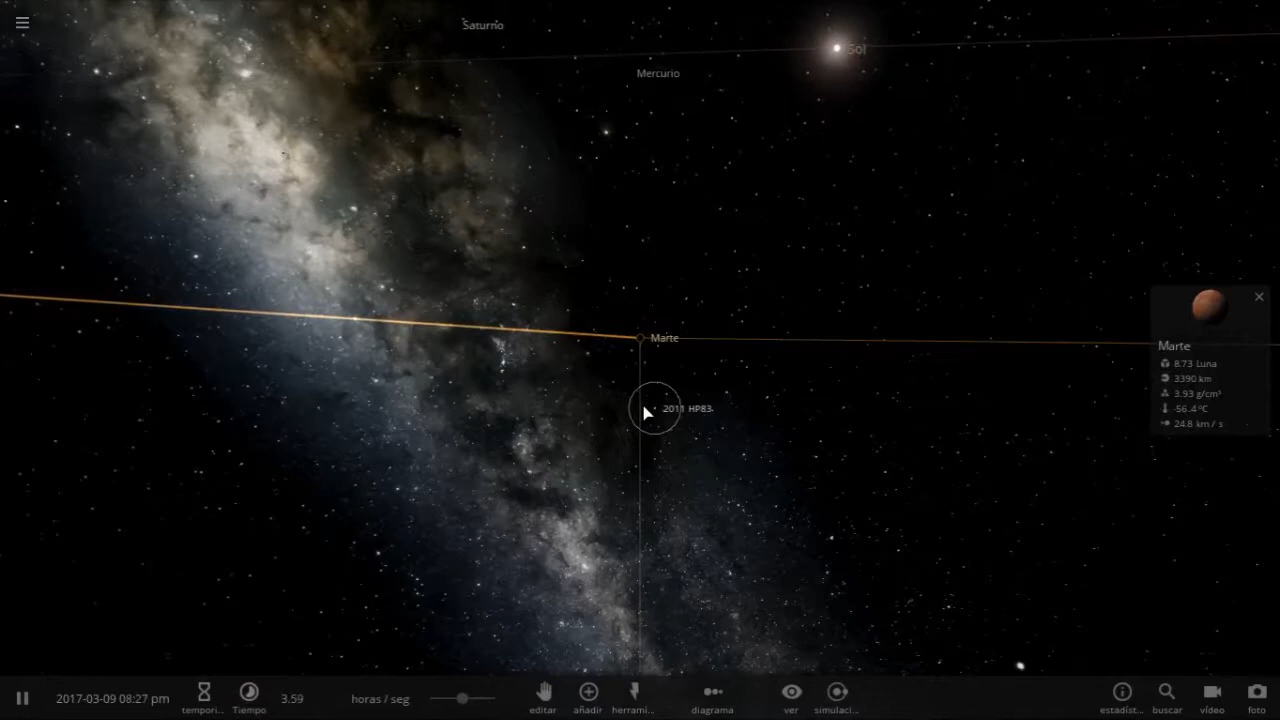 Saturno
Sol
Mercurio
Marte
2011 HP83
Marte
8.73 Luna
3390 km
3.93 g/cm³
-56.4 ºC
24.8 km / s
2017-03-09 08:27 pm
tempori...
Tiempo
3.59
horas / seg
editar
añadir
herrami...
diagrama
ver
simulaci...
estadíst...
buscar
vídeo
foto